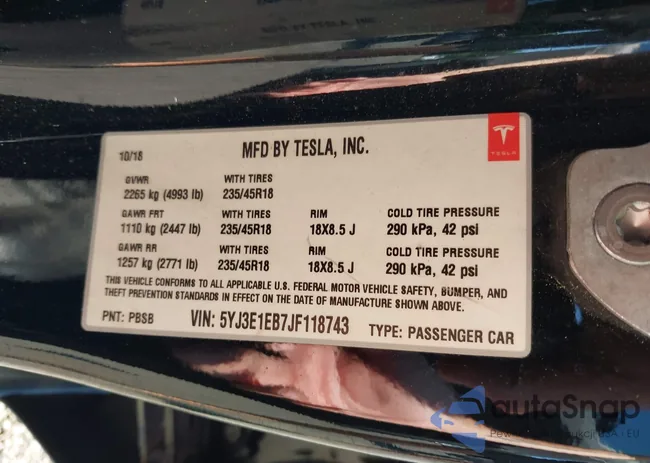 10/18
MFD BY TESLA, INC.
TESLA
GVWR WITH TIRES
2265 kg (4993 lb) 235/45R18
GAWR FRT WITH TIRES RIM COLD TIRE PRESSURE
1110 kg (2447 lb) 235/45R18 18X8.5 J 290 kPa, 42 psi
GAWR RR WITH TIRES RIM COLD TIRE PRESSURE
1257 kg (2771 lb) 235/45R18 18X8.5 J 290 kPa, 42 psi
THIS VEHICLE CONFORMS TO ALL APPLICABLE U.S. FEDERAL MOTOR VEHICLE SAFETY, BUMPER, AND
THEFT PREVENTION STANDARDS IN EFFECT ON THE DATE OF MANUFACTURE SHOWN ABOVE.
PNT: PBSB VIN: 5YJ3E1EB7JF118743 TYPE: PASSENGER CAR
autaSnap
EU